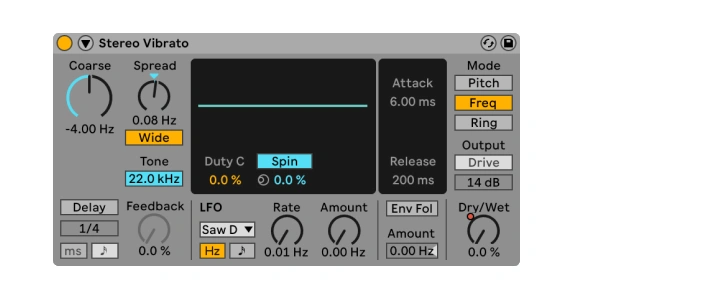 Stereo Vibrato
Coarse
-4.00 Hz
Spread
0.08 Hz
Wide
Tone
22.0 kHz
Duty C
0.0 %
Spin
0.0 %
Attack
6.00 ms
Release
200 ms
Mode
Pitch
Freq
Ring
Output
Drive
14 dB
Delay
1/4
ms
Feedback
0.0 %
LFO
Saw D
Hz
Rate
0.01 Hz
Amount
0.00 Hz
Env Fol
Amount
0.00 Hz
Dry/Wet
0.0 %